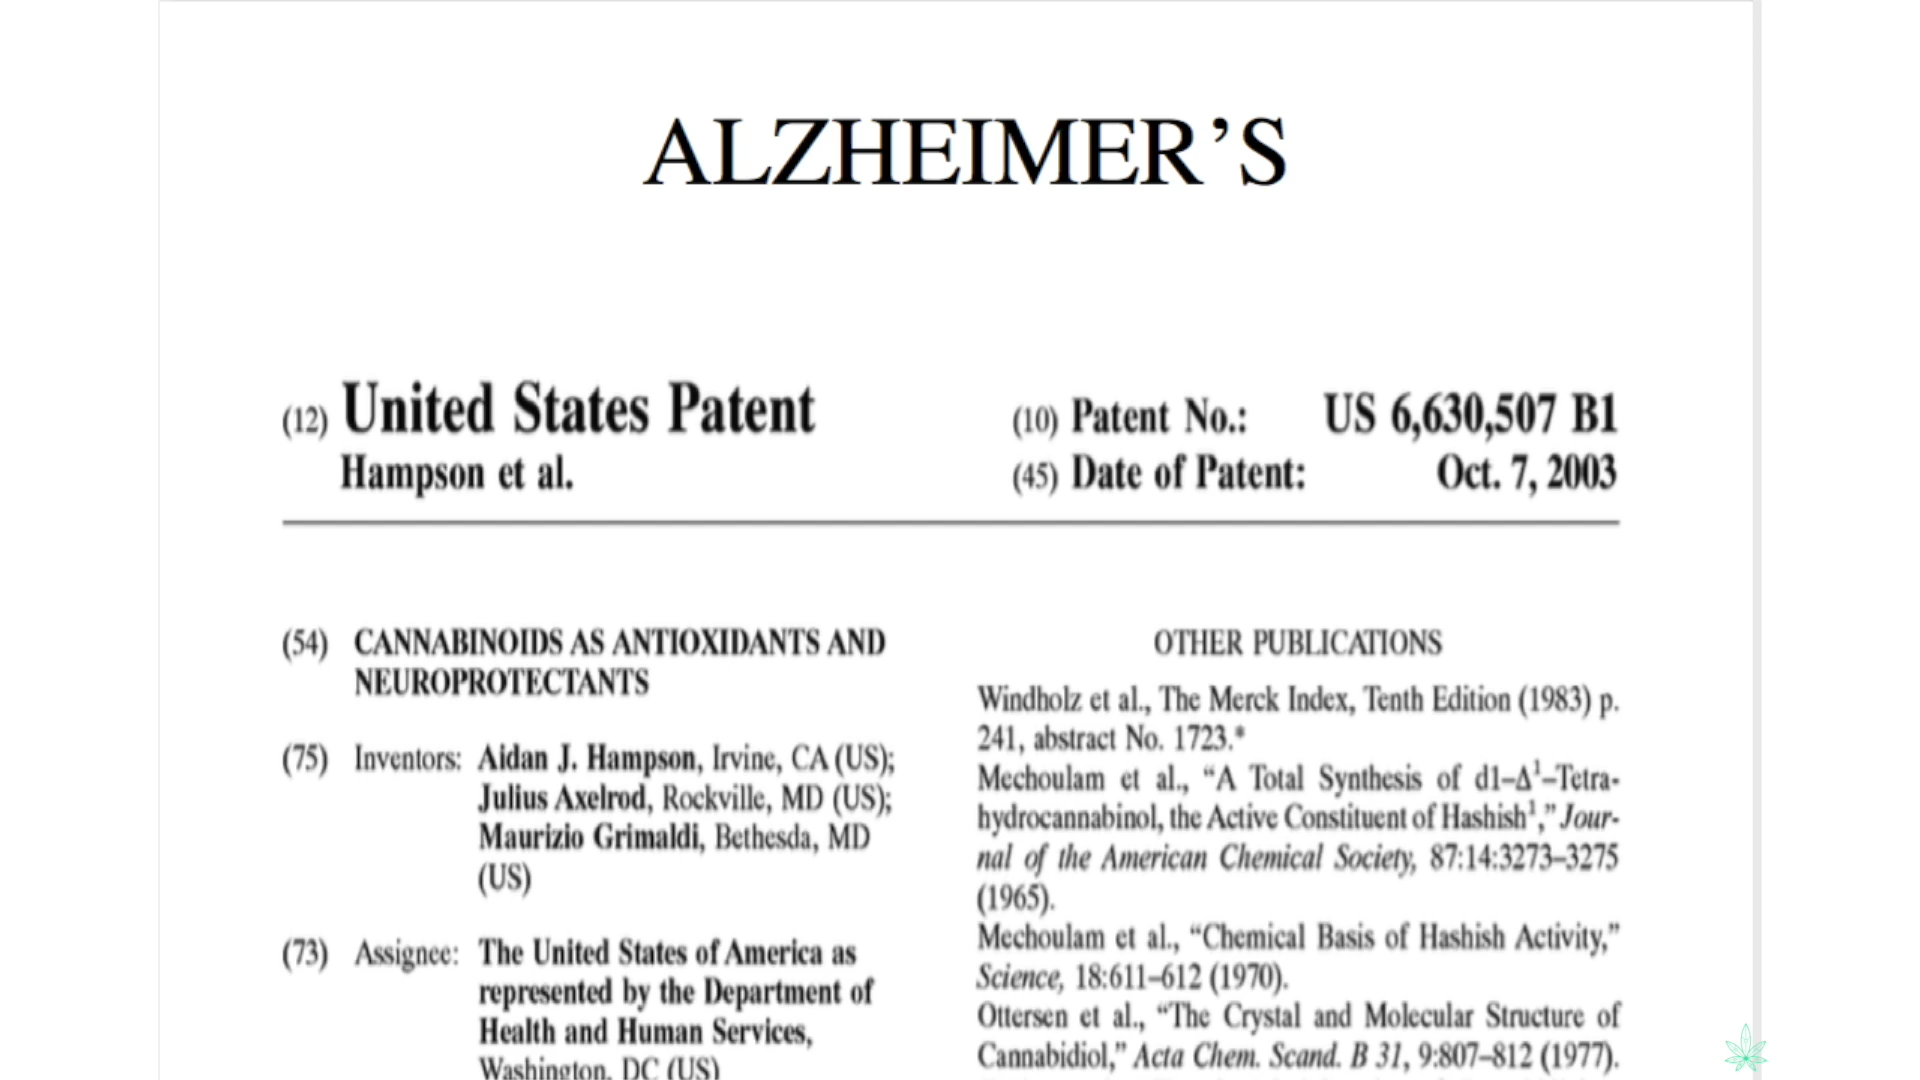 ALZHEIMER’S
(12) United States Patent
Hampson et al.
(10) Patent No.: US 6,630,507 B1
(45) Date of Patent: Oct. 7, 2003
(54) CANNABINOIDS AS ANTIOXIDANTS AND
NEUROPROTECTANTS
(75) Inventors: Aidan J. Hampson, Irvine, CA (US);
Julius Axelrod, Rockville, MD (US);
Maurizio Grimaldi, Bethesda, MD
(US)
(73) Assignee: The United States of America as
represented by the Department of
Health and Human Services,
Washington, DC (US)
OTHER PUBLICATIONS
Windholz et al., The Merck Index, Tenth Edition (1983) p.
241, abstract No. 1723.*
Mechoulam et al., “A Total Synthesis of d1–Δ¹–Tetra-
hydrocannabinol, the Active Constituent of Hashish¹,” Jour-
nal of the American Chemical Society, 87:14:3273–3275
(1965).
Mechoulam et al., “Chemical Basis of Hashish Activity,”
Science, 18:611–612 (1970).
Ottersen et al., “The Crystal and Molecular Structure of
Cannabidiol,” Acta Chem. Scand. B 31, 9:807–812 (1977).